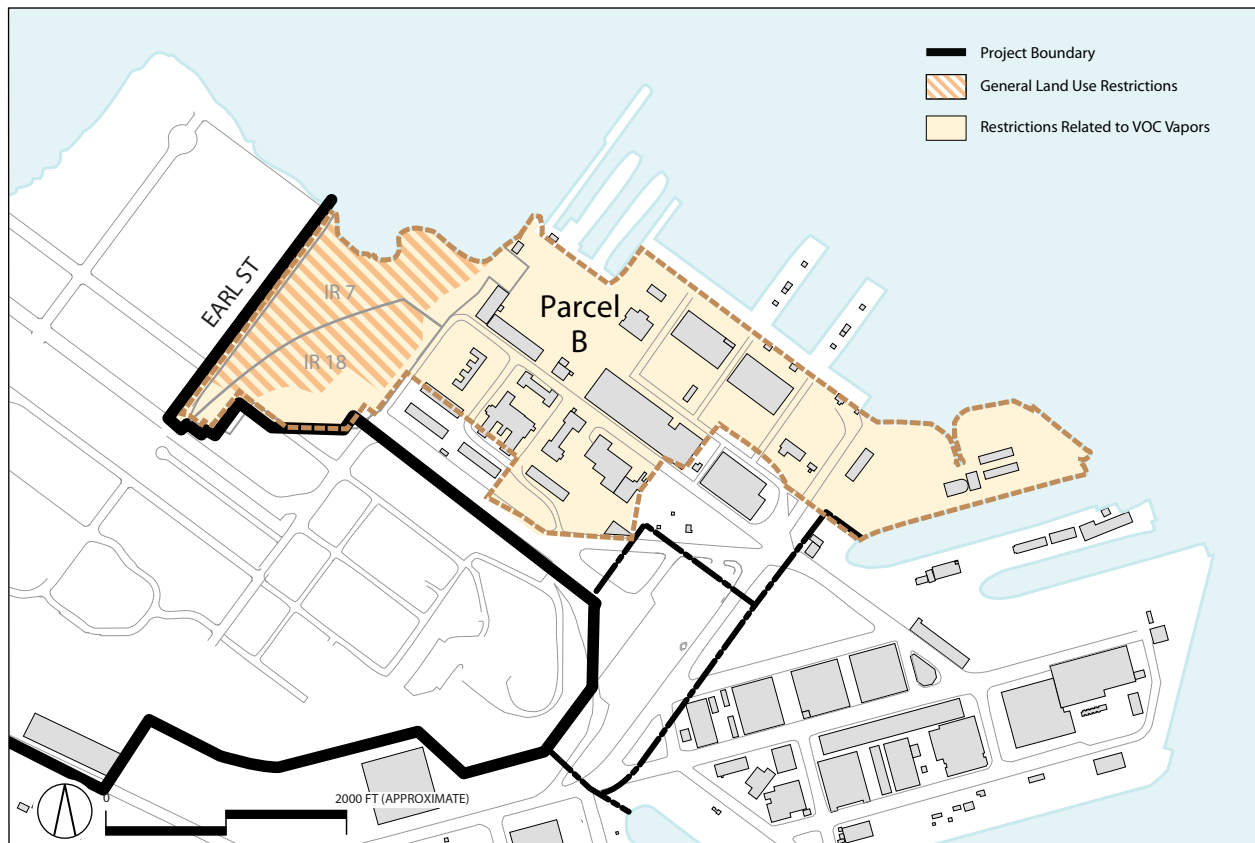 Project Boundary
General Land Use Restrictions
Restrictions Related to VOC Vapors
EARL ST
IR 7
IR 18
Parcel
B
0
2000 FT (APPROXIMATE)